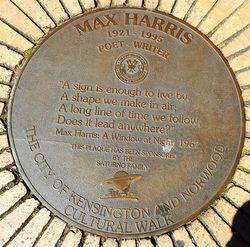 MAX HARRIS
1921 - 1995
POET - WRITER
"A sign is enough to live by,
A shape we make in air,
A long line of time we follow,
Does it lead anywhere?"
Max Harris: A Window at Night 1967
THIS PLAQUE HAS BEEN SPONSORED
BY THE
SATURNO FAMILY
THE CITY OF KENSINGTON AND NORWOOD
CULTURAL WALK